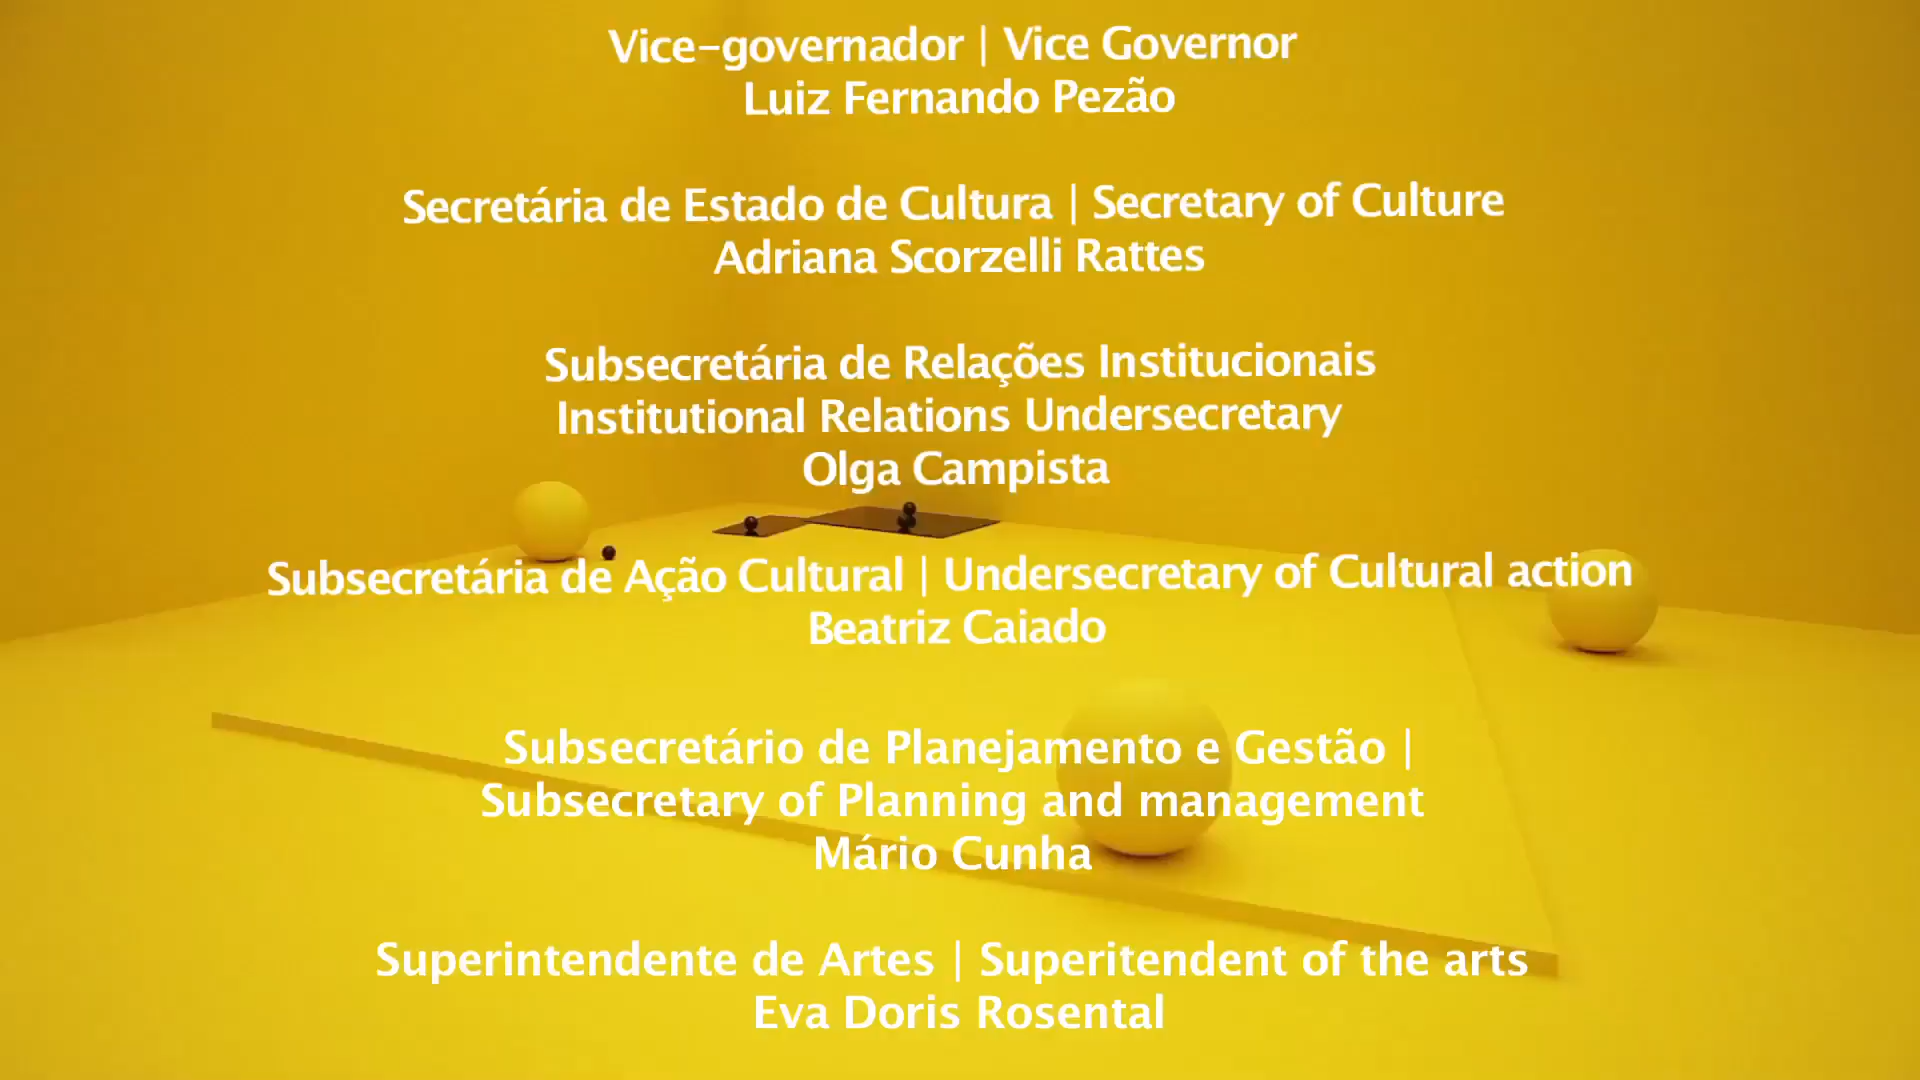 Vice-governador | Vice Governor
Luiz Fernando Pezão
Secretária de Estado de Cultura | Secretary of Culture
Adriana Scorzelli Rattes
Subsecretária de Relações Institucionais
Institutional Relations Undersecretary
Olga Campista
Subsecretária de Ação Cultural | Undersecretary of Cultural action
Beatriz Caiado
Subsecretário de Planejamento e Gestão |
Subsecretary of Planning and management
Mário Cunha
Superintendente de Artes | Superitendent of the arts
Eva Doris Rosental